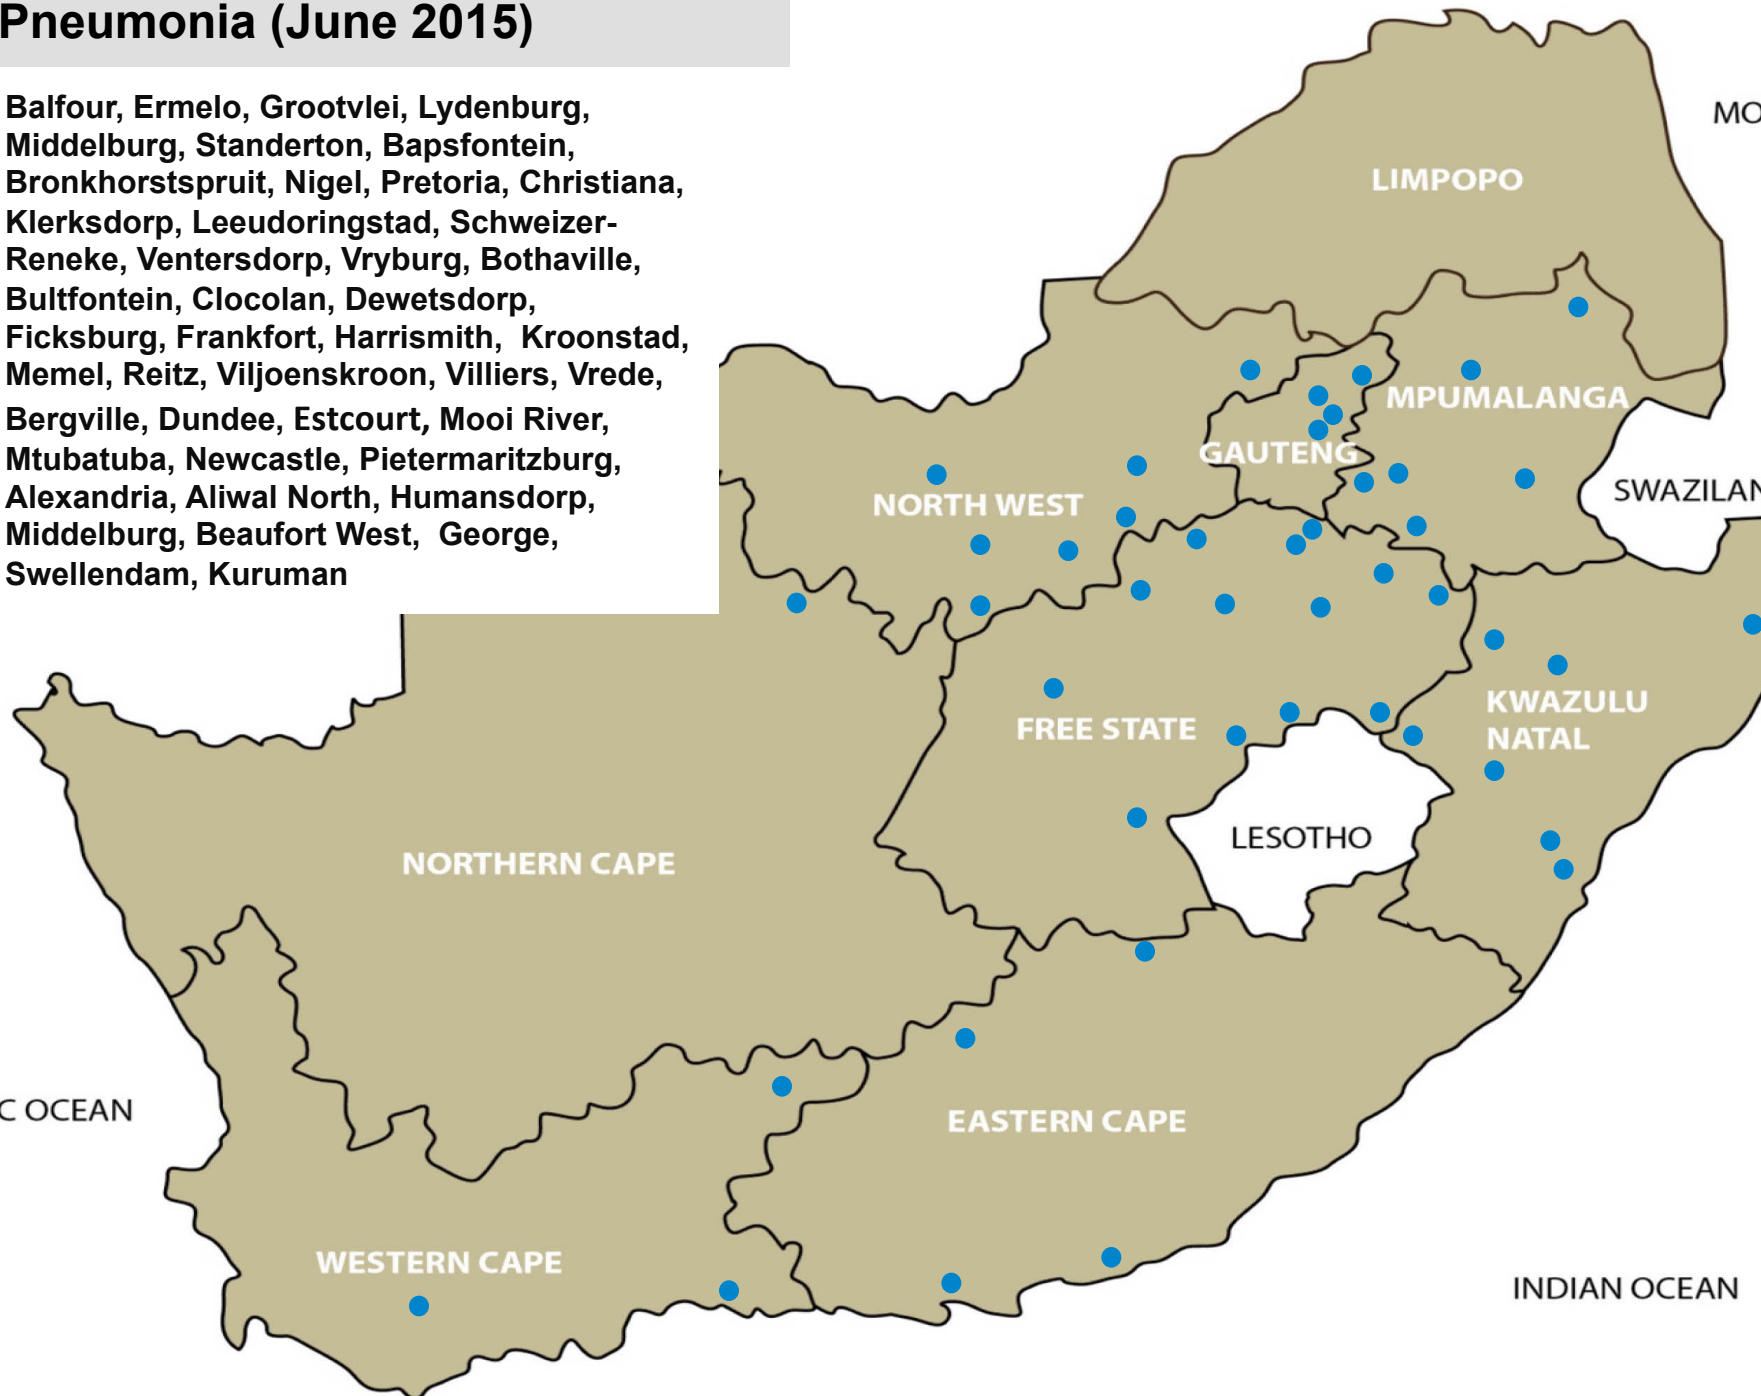 Pneumonia (June 2015)
Balfour, Ermelo, Grootvlei, Lydenburg,
Middelburg, Standerton, Bapsfontein,
Bronkhorstspruit, Nigel, Pretoria, Christiana,
Klerksdorp, Leeudoringstad, Schweizer-
Reneke, Ventersdorp, Vryburg, Bothaville,
Bultfontein, Clocolan, Dewetsdorp,
Ficksburg, Frankfort, Harrismith, Kroonstad,
Memel, Reitz, Viljoenskroon, Villiers, Vrede,
Bergville, Dundee, Estcourt, Mooi River,
Mtubatuba, Newcastle, Pietermaritzburg,
Alexandria, Aliwal North, Humansdorp,
Middelburg, Beaufort West, George,
Swellendam, Kuruman
MO
LIMPOPO
MPUMALANGA
GAUTENG
SWAZILAN
NORTH WEST
KWAZULU
NATAL
FREE STATE
LESOTHO
NORTHERN CAPE
C OCEAN
EASTERN CAPE
WESTERN CAPE
INDIAN OCEAN